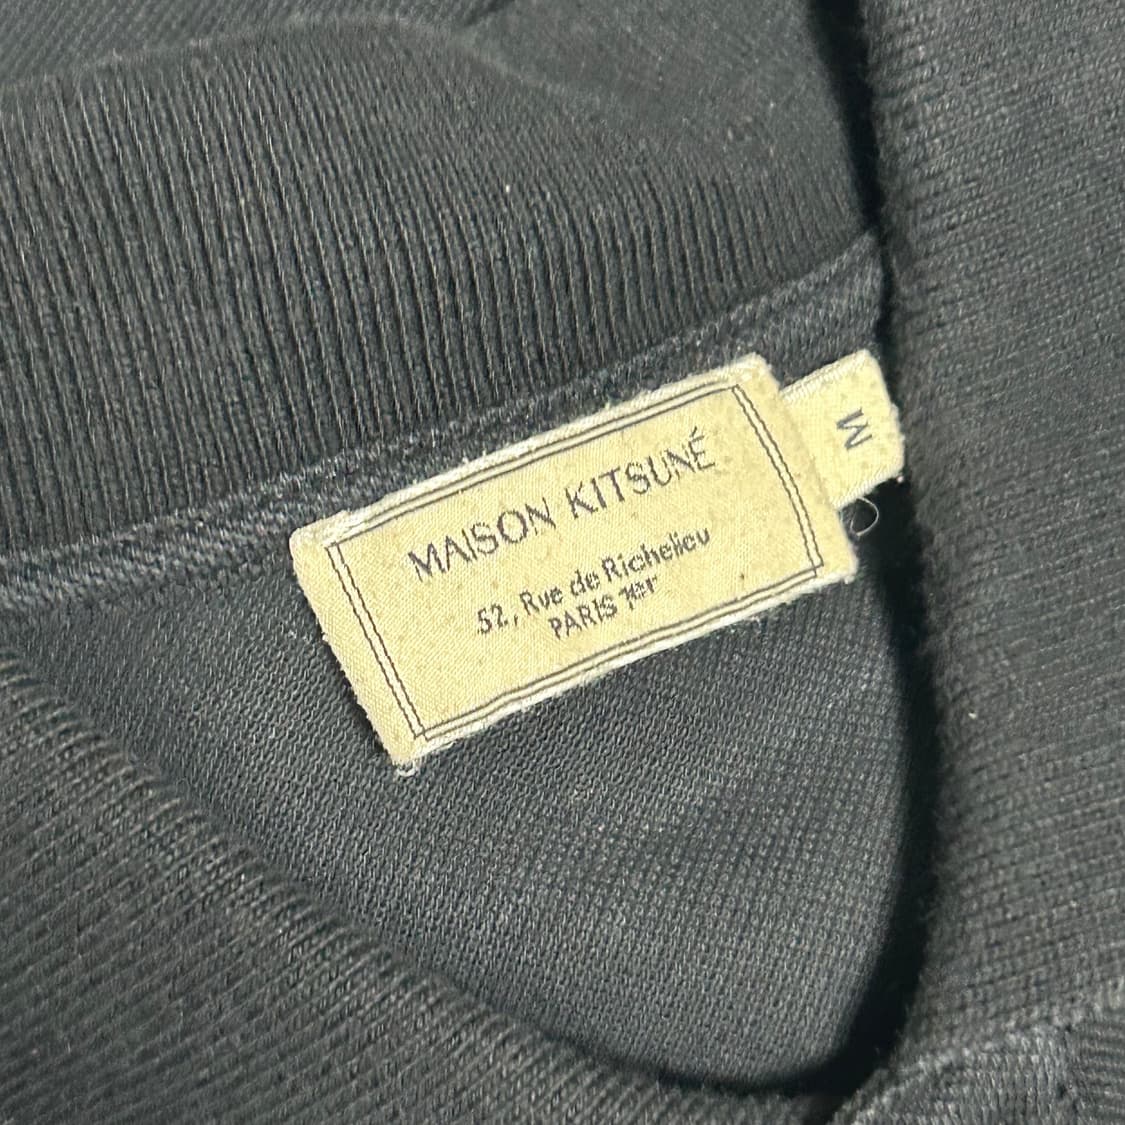 MAISON KITSUNÉ
52, Rue de Richelieu
PARIS 1er
M